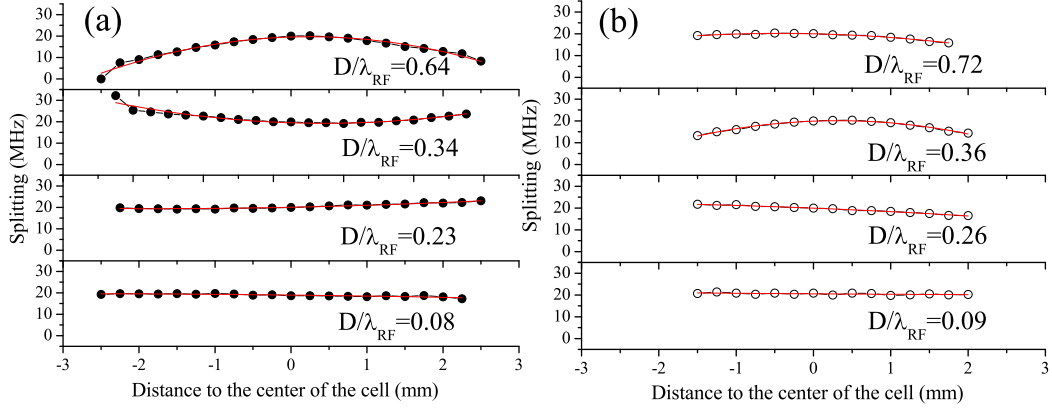 (a)
(b)
Splitting (MHz)
30
20
10
0
D/λRF=0.64
30
20
10
0
D/λRF=0.34
30
20
10
0
D/λRF=0.23
30
20
10
0
D/λRF=0.08
-3 -2 -1 0 1 2 3
Distance to the center of the cell (mm)
Splitting (MHz)
30
20
10
0
D/λRF=0.72
30
20
10
0
D/λRF=0.36
30
20
10
0
D/λRF=0.26
30
20
10
0
D/λRF=0.09
-3 -2 -1 0 1 2 3
Distance to the center of the cell (mm)